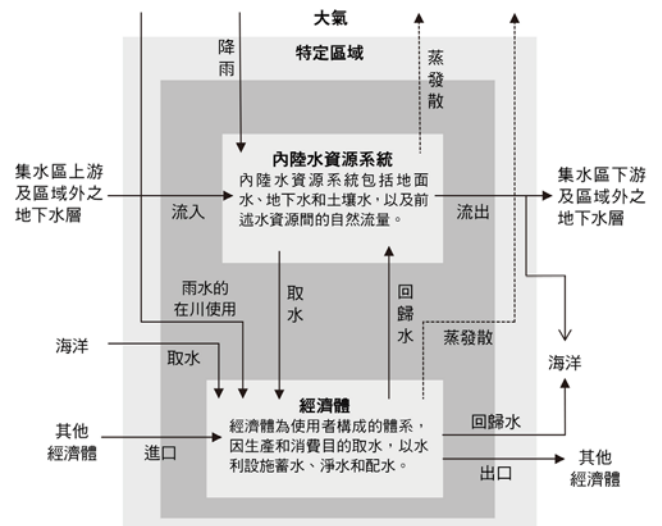 大氣
特定區域
降雨
蒸發散
內陸水資源系統
內陸水資源系統包括地面
水、地下水和土壤水，以及前
述水資源間的自然流量。
集水區上游
及區域外之
地下水層
流入
流出
集水區下游
及區域外之
地下水層
雨水的
在川使用
取水
回歸水
蒸發散
海洋
取水
海洋
經濟體
經濟體為使用者構成的體系，
因生產和消費目的取水，以水
利設施蓄水、淨水和配水。
其他
經濟體
進口
回歸水
出口
其他
經濟體